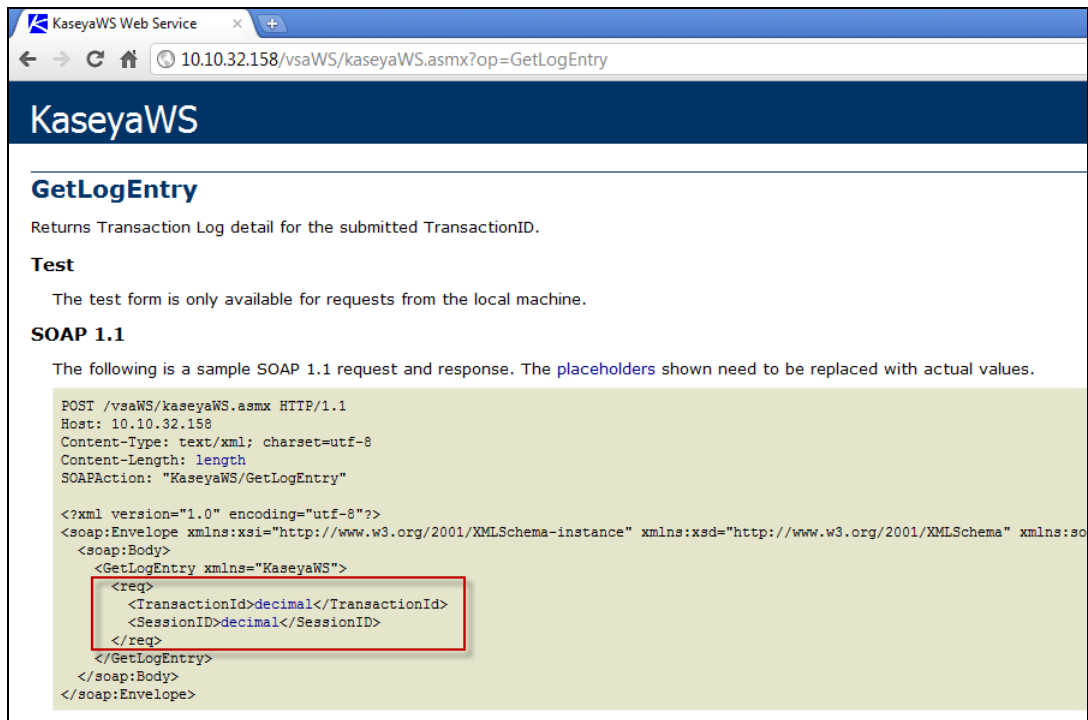 KaseyaWS Web Service
10.10.32.158/vsaWS/kaseyaWS.asmx?op=GetLogEntry
KaseyaWS
GetLogEntry
Returns Transaction Log detail for the submitted TransactionID.
Test
The test form is only available for requests from the local machine.
SOAP 1.1
The following is a sample SOAP 1.1 request and response. The placeholders shown need to be replaced with actual values.
POST /vsaWS/kaseyaWS.asmx HTTP/1.1
Host: 10.10.32.158
Content-Type: text/xml; charset=utf-8
Content-Length: length
SOAPAction: "KaseyaWS/GetLogEntry"
<?xml version="1.0" encoding="utf-8"?>
<soap:Envelope xmlns:xsi="http://www.w3.org/2001/XMLSchema-instance" xmlns:xsd="http://www.w3.org/2001/XMLSchema" xmlns:so
<soap:Body>
<GetLogEntry xmlns="KaseyaWS">
<req>
<TransactionId>decimal</TransactionId>
<SessionID>decimal</SessionID>
</req>
</GetLogEntry>
</soap:Body>
</soap:Envelope>